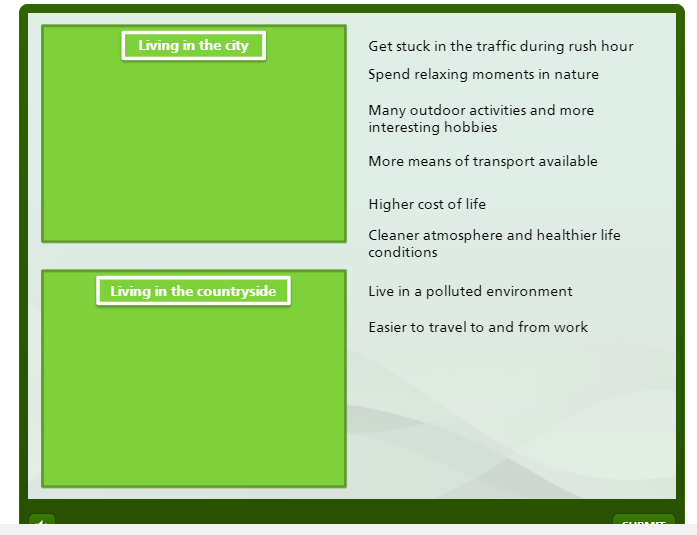 Living in the city
Get stuck in the traffic during rush hour
Spend relaxing moments in nature
Many outdoor activities and more
interesting hobbies
More means of transport available
Higher cost of life
Cleaner atmosphere and healthier life
conditions
Living in the countryside
Live in a polluted environment
Easier to travel to and from work
SUBMIT